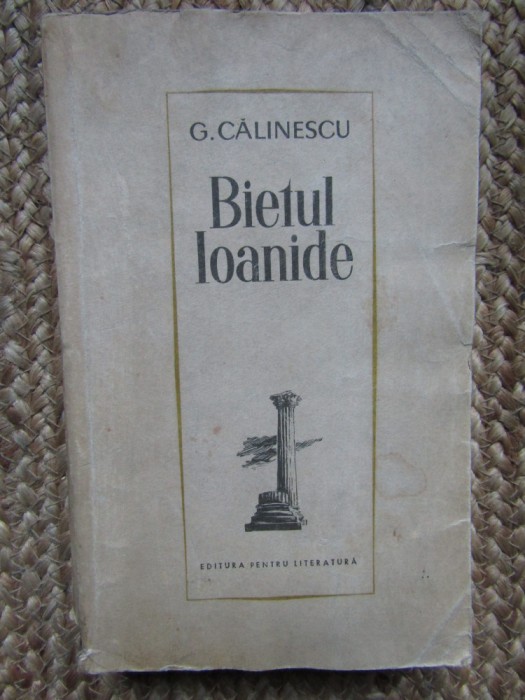 G. CĂLINESCU
Bietul
Ioanide
EDITURA PENTRU LITERATURĂ